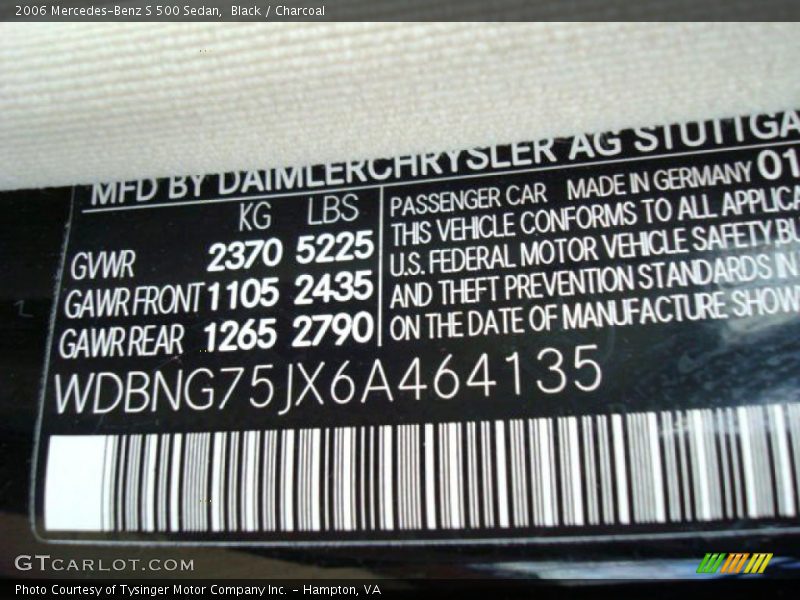 2006 Mercedes-Benz S 500 Sedan,  Black / Charcoal
MFD BY DAIMLERCHRYSLER AG STUTTGA
KG LBS
GVWR 2370 5225
GAWR FRONT 1105 2435
GAWR REAR 1265 2790
PASSENGER CAR MADE IN GERMANY 01
THIS VEHICLE CONFORMS TO ALL APPLICA
U.S. FEDERAL MOTOR VEHICLE SAFETY, BU
AND THEFT PREVENTION STANDARDS IN
ON THE DATE OF MANUFACTURE SHOW
WDBNG75JX6A464135
GTCARLOT.COM
Photo Courtesy of Tysinger Motor Company Inc. - Hampton, VA